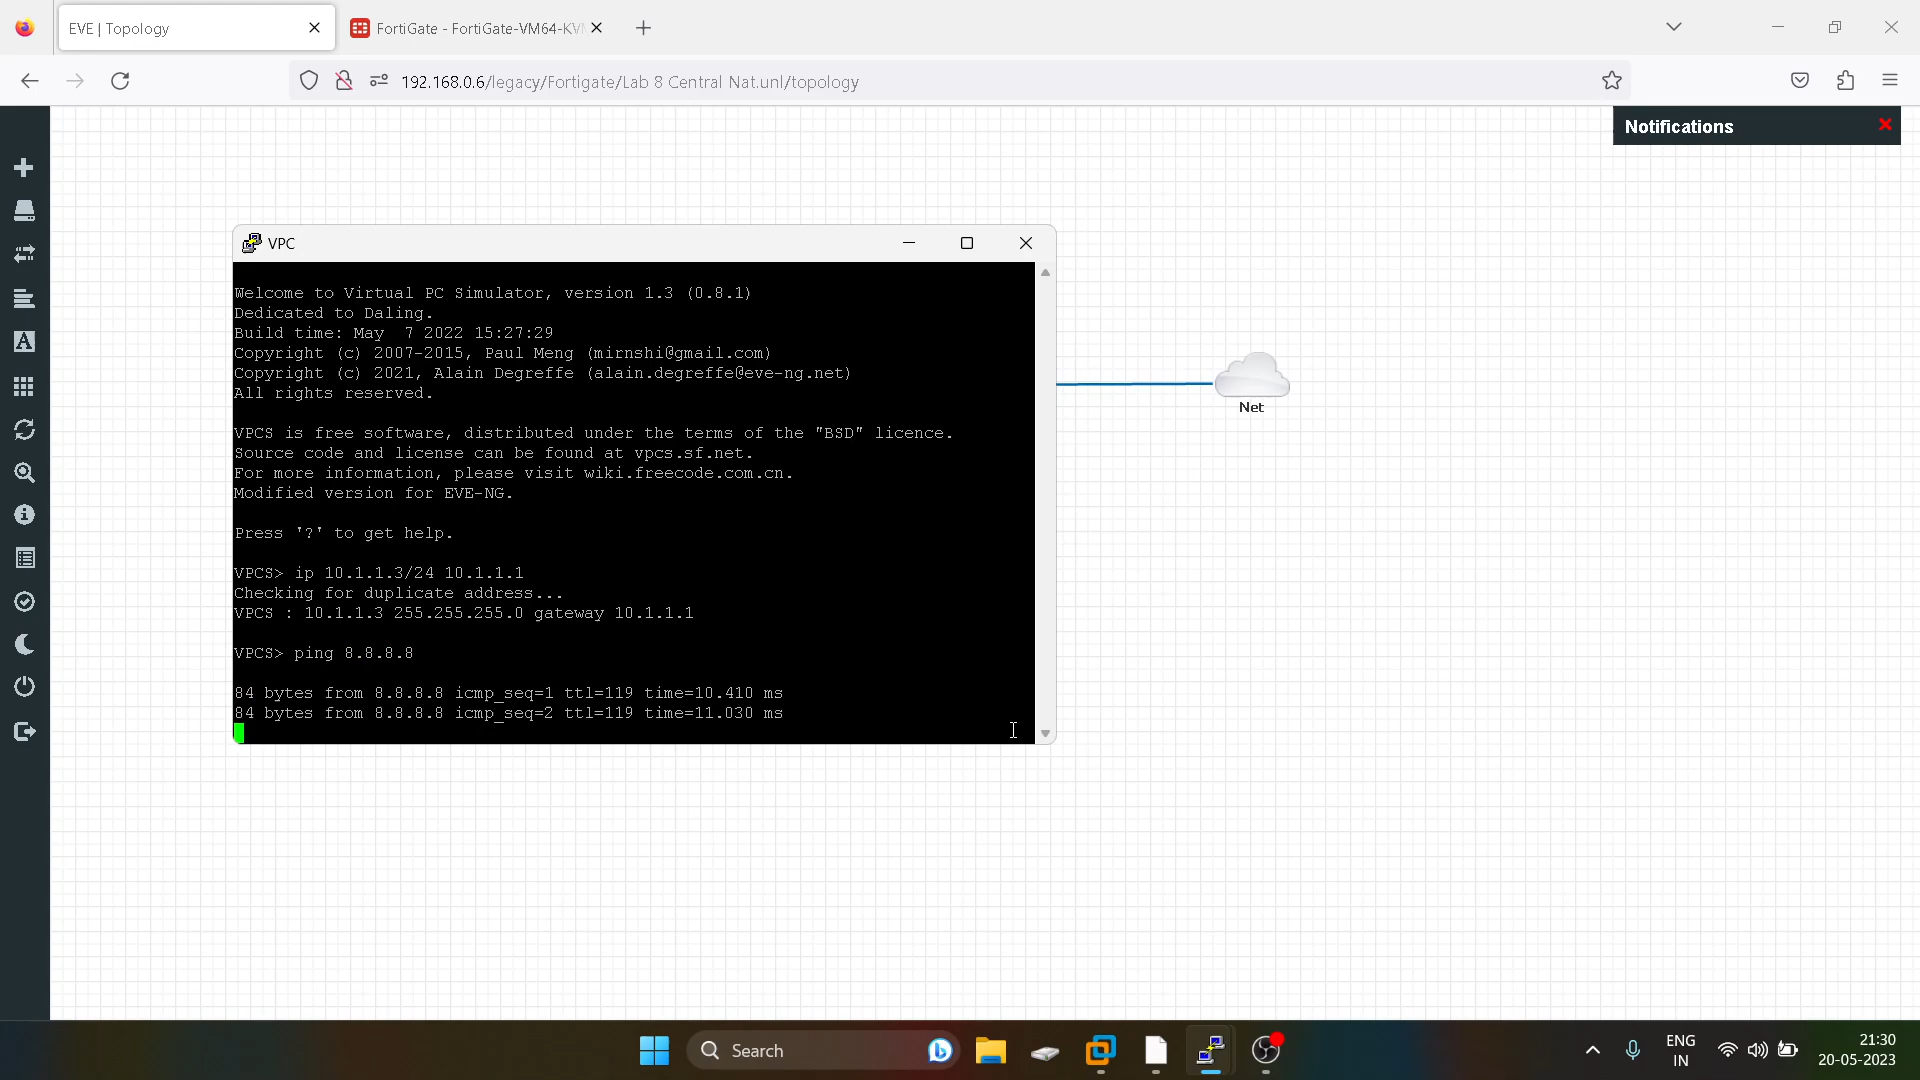 EVE | Topology
FortiGate - FortiGate-VM64-KV
192.168.0.6/legacy/Fortigate/Lab 8 Central Nat.unl/topology
Notifications
VPC
Welcome to Virtual PC Simulator, version 1.3 (0.8.1)
Dedicated to Daling.
Build time: May  7 2022 15:27:29
Copyright (c) 2007-2015, Paul Meng (mirnshi@gmail.com)
Copyright (c) 2021, Alain Degreffe (alain.degreffe@eve-ng.net)
All rights reserved.
VPCS is free software, distributed under the terms of the "BSD" licence.
Source code and license can be found at vpcs.sf.net.
For more information, please visit wiki.freecode.com.cn.
Modified version for EVE-NG.
Press '?' to get help.
VPCS> ip 10.1.1.3/24 10.1.1.1
Checking for duplicate address...
VPCS : 10.1.1.3 255.255.255.0 gateway 10.1.1.1
VPCS> ping 8.8.8.8
84 bytes from 8.8.8.8 icmp_seq=1 ttl=119 time=10.410 ms
84 bytes from 8.8.8.8 icmp_seq=2 ttl=119 time=11.030 ms
Net
Search
ENG
IN
21:30
20-05-2023